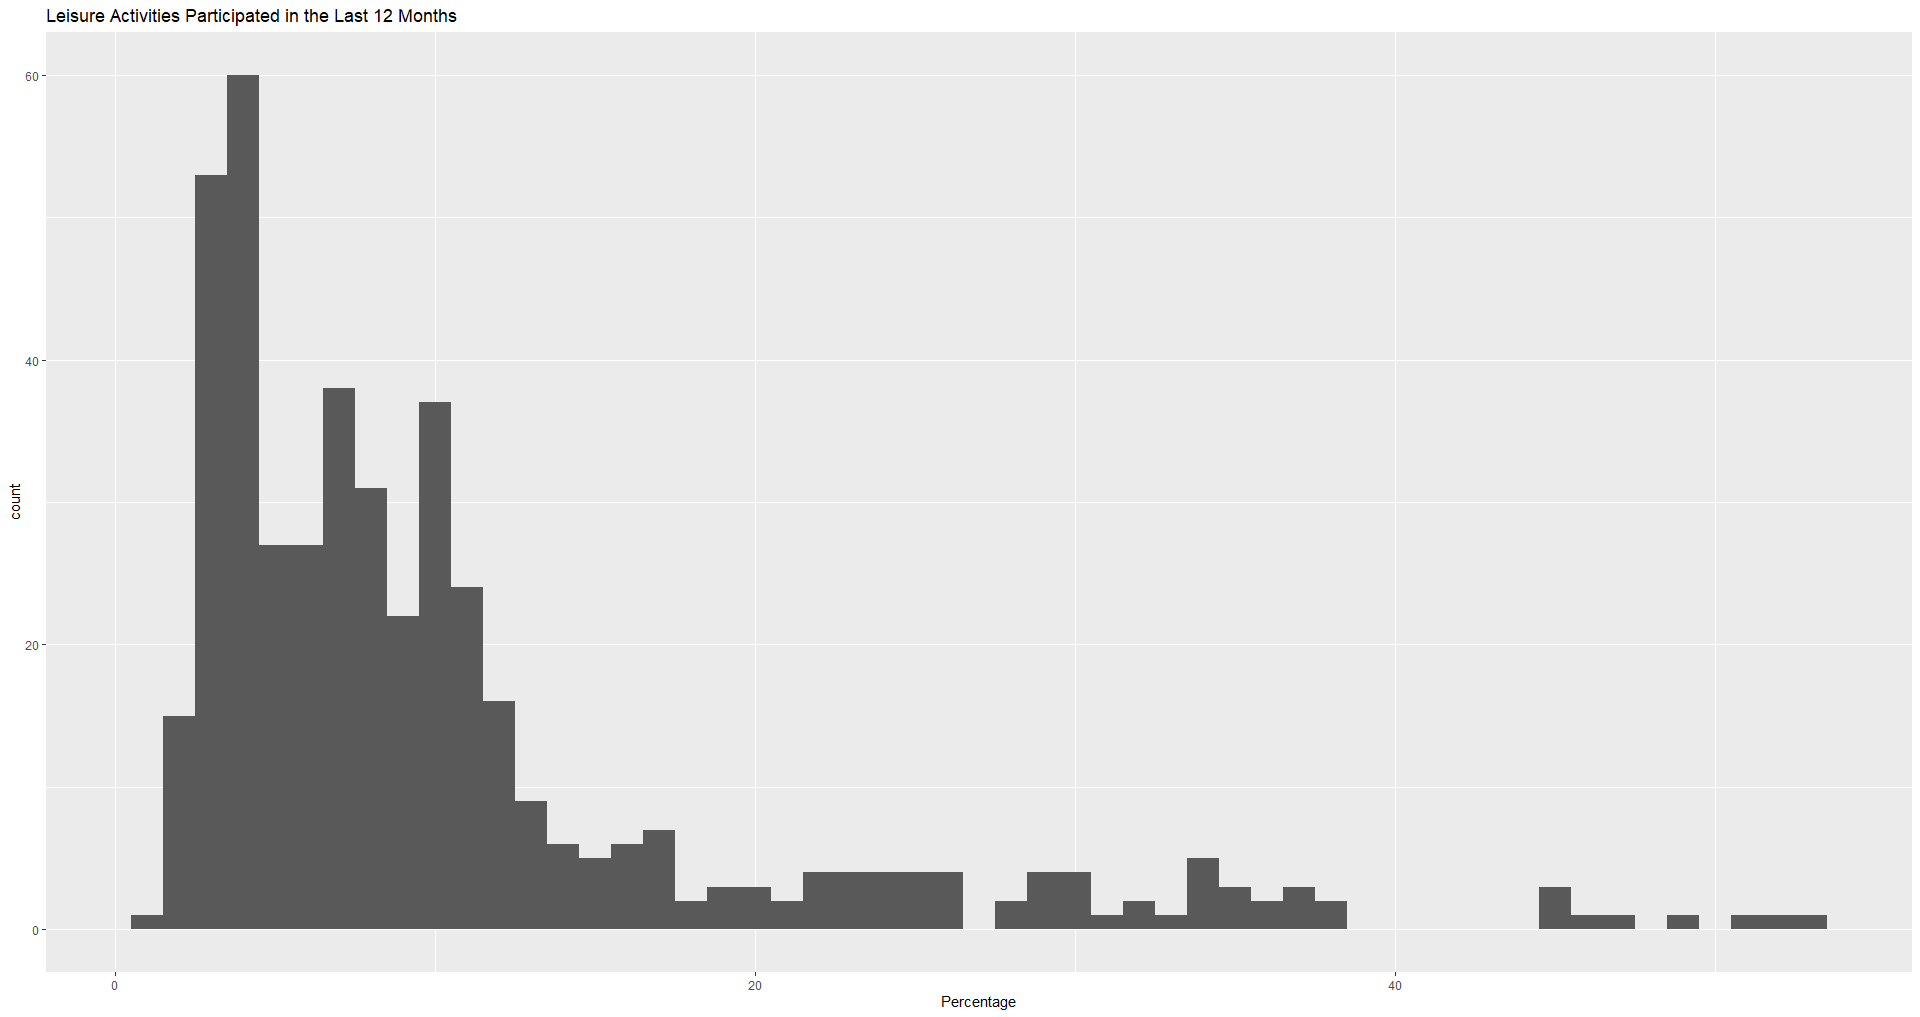 Leisure Activities Participated in the Last 12 Months
60
40
20
0
count
0 20 40
Percentage